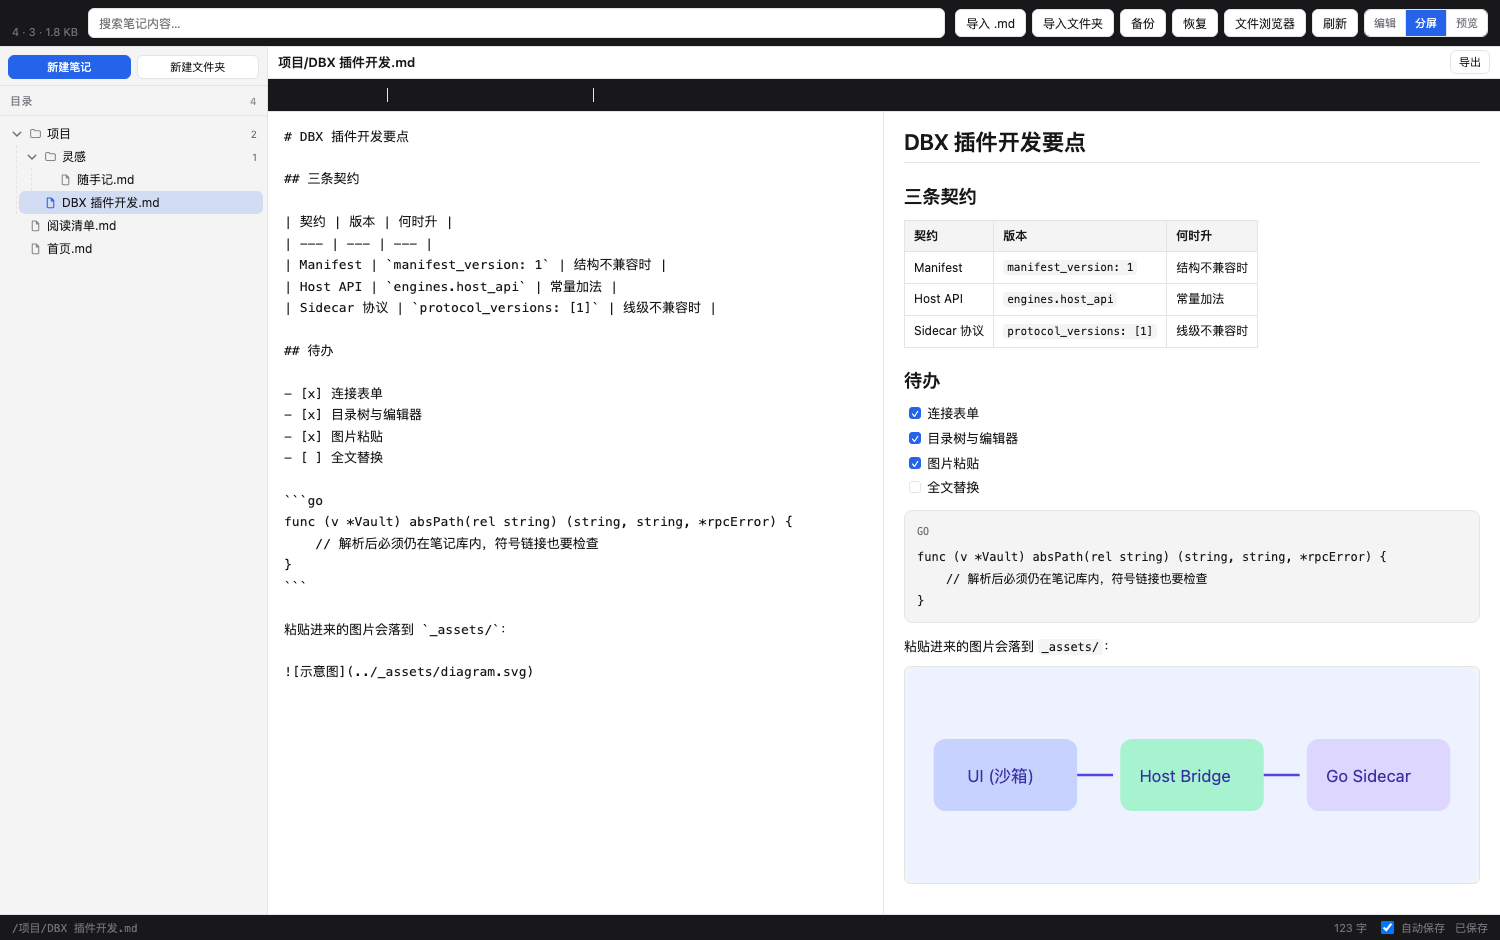 4 · 3 · 1.8 KB
搜索笔记内容...
导入 .md
导入文件夹
备份
恢复
文件浏览器
刷新
编辑
分屏
预览
新建笔记
新建文件夹
项目/DBX 插件开发.md
导出
目录
4
项目
2
灵感
1
随手记.md
DBX 插件开发.md
阅读清单.md
首页.md
# DBX 插件开发要点
## 三条契约
| 契约 | 版本 | 何时升 |
| --- | --- | --- |
| Manifest | `manifest_version: 1` | 结构不兼容时 |
| Host API | `engines.host_api` | 常量加法 |
| Sidecar 协议 | `protocol_versions: [1]` | 线级不兼容时 |
## 待办
- [x] 连接表单
- [x] 目录树与编辑器
- [x] 图片粘贴
- [ ] 全文替换
```go
func (v *Vault) absPath(rel string) (string, string, *rpcError) {
    // 解析后必须仍在笔记库内，符号链接也要检查
}
```
粘贴进来的图片会落到 `_assets/`：
![示意图](../_assets/diagram.svg)
DBX 插件开发要点
三条契约
契约 版本 何时升
Manifest manifest_version: 1 结构不兼容时
Host API engines.host_api 常量加法
Sidecar 协议 protocol_versions: [1] 线级不兼容时
待办
连接表单
目录树与编辑器
图片粘贴
全文替换
GO
func (v *Vault) absPath(rel string) (string, string, *rpcError) {
    // 解析后必须仍在笔记库内，符号链接也要检查
}
粘贴进来的图片会落到 _assets/：
UI (沙箱)
Host Bridge
Go Sidecar
/项目/DBX 插件开发.md
123 字
自动保存
已保存